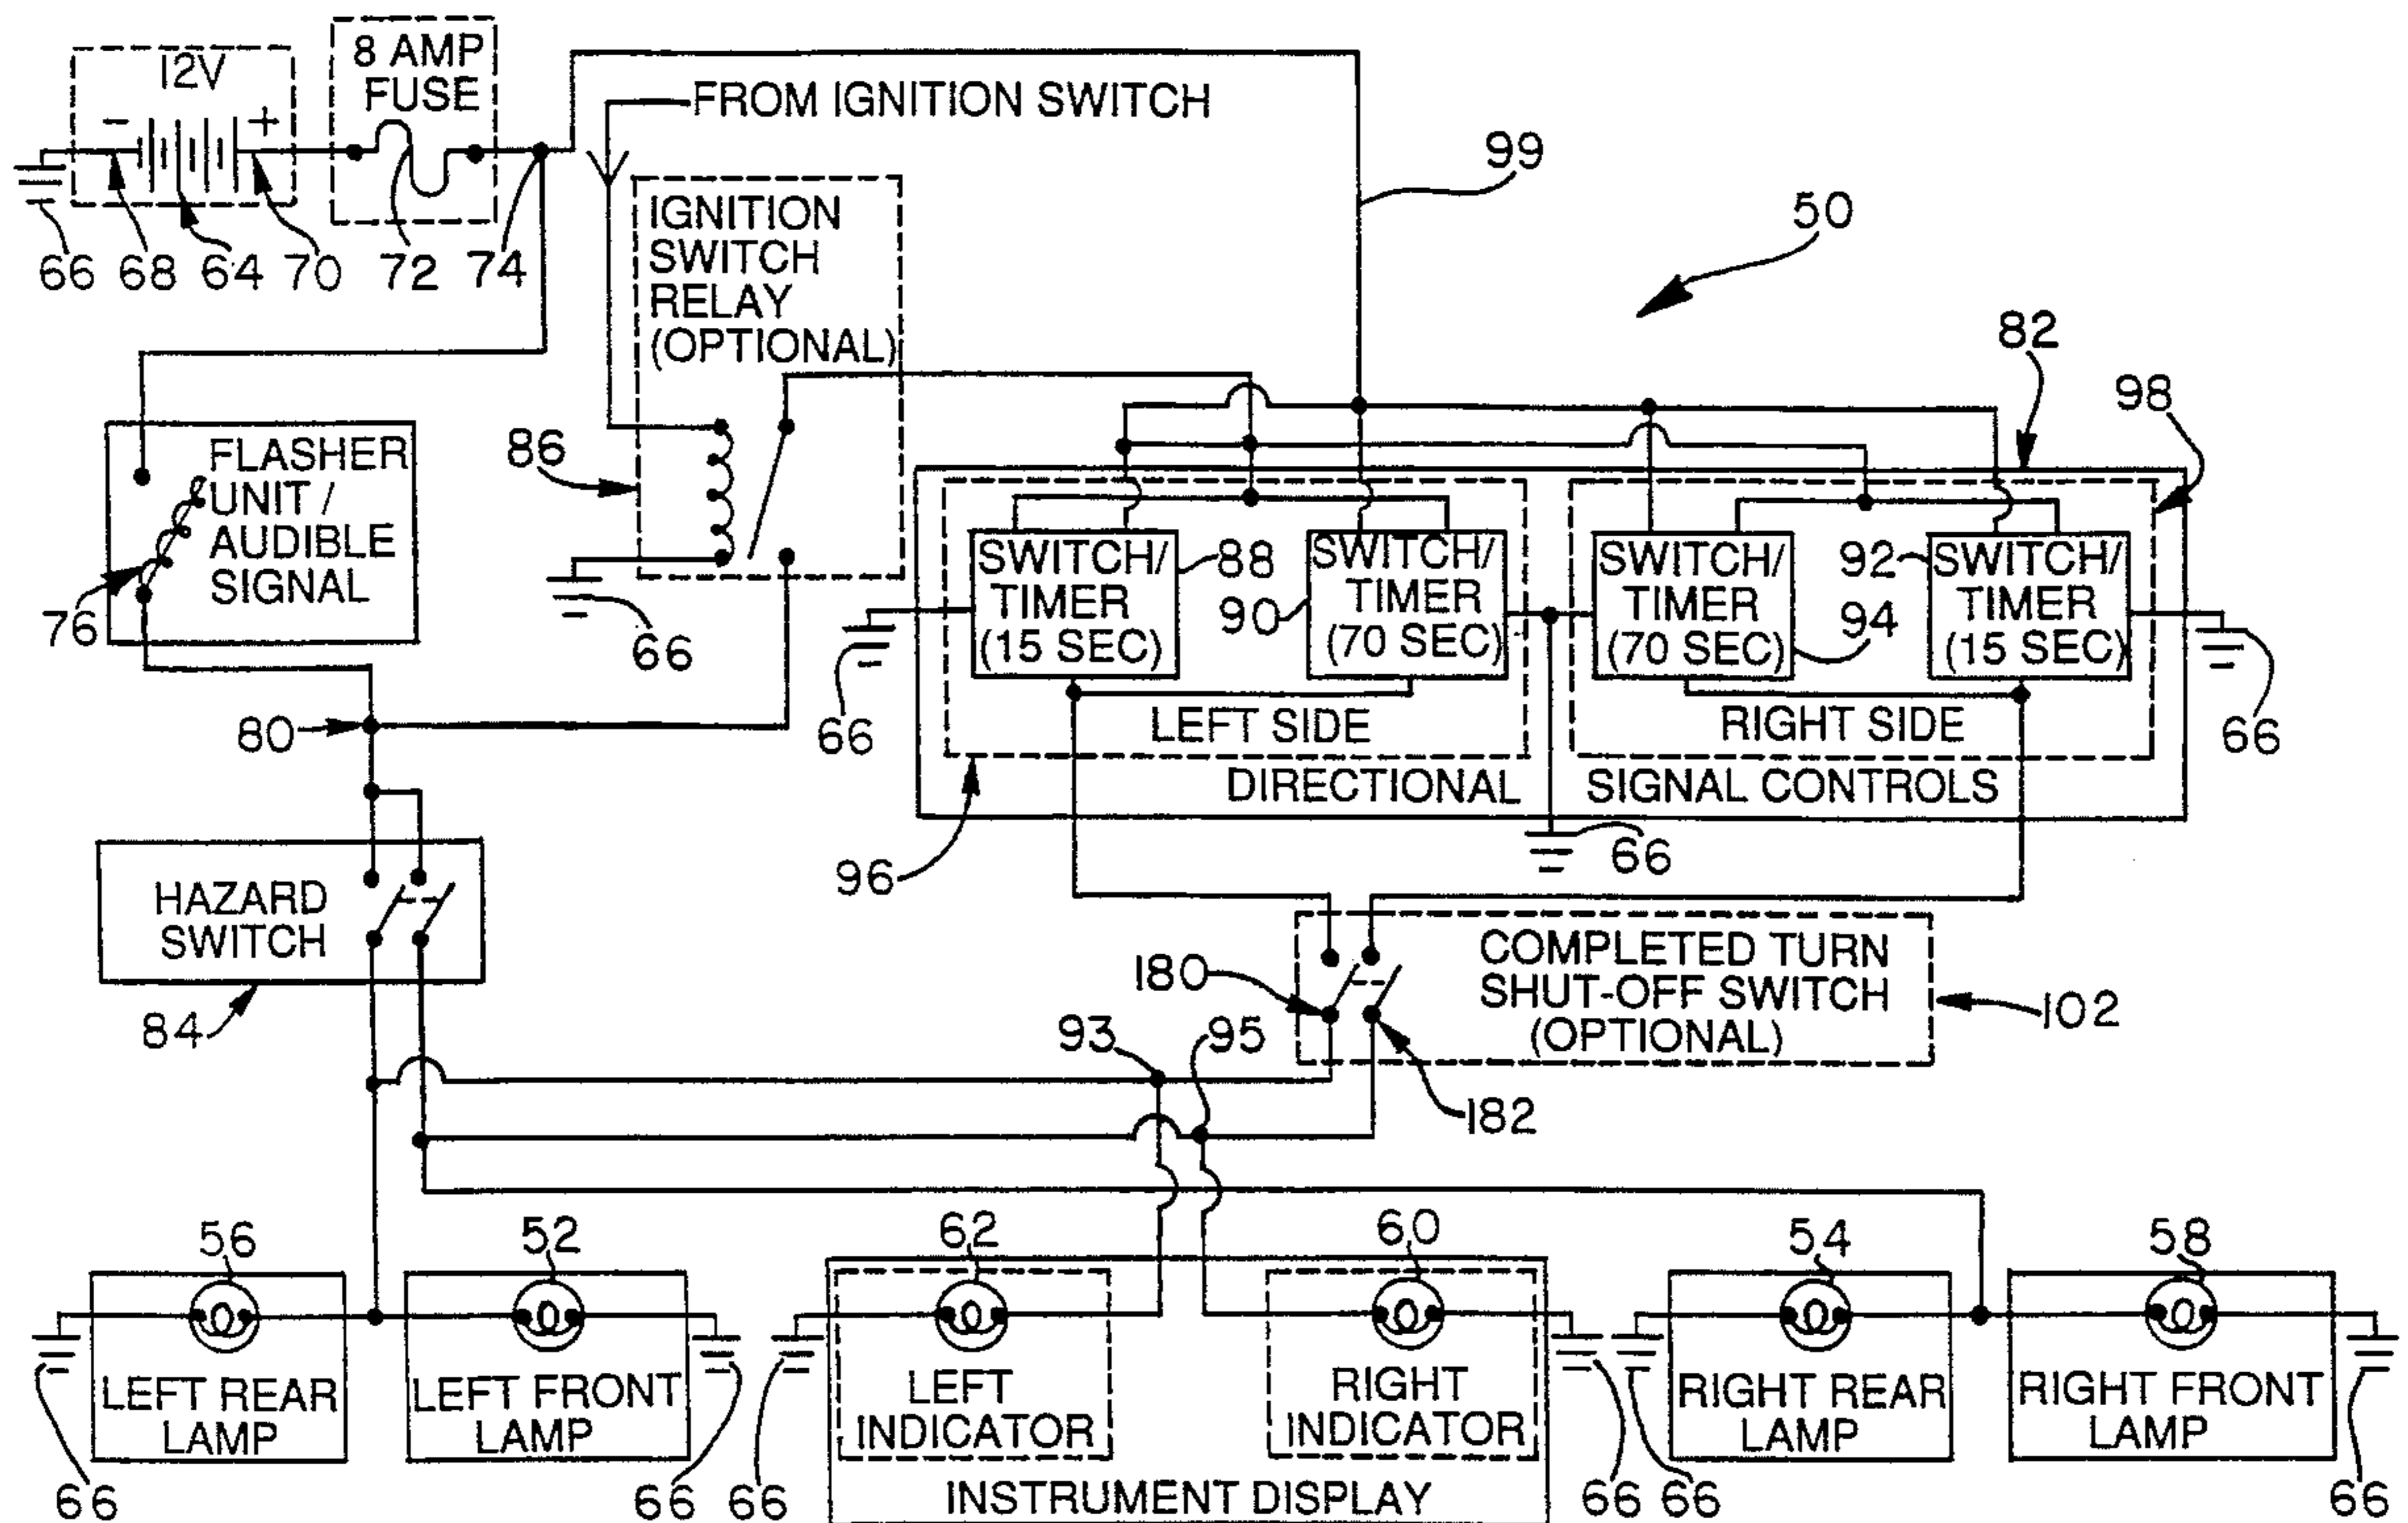 12V
- +
8 AMP
FUSE
FROM IGNITION SWITCH
66 68 64 70 72 74
99
50
IGNITION
SWITCH
RELAY
(OPTIONAL)
82
98
86
FLASHER
UNIT /
AUDIBLE
SIGNAL
76
66
SWITCH/
TIMER
(15 SEC)
88
90
SWITCH/
TIMER
(70 SEC)
SWITCH/
TIMER
(70 SEC)
94
92
SWITCH/
TIMER
(15 SEC)
66
66
80
LEFT SIDE
RIGHT SIDE
DIRECTIONAL SIGNAL CONTROLS
96
66
HAZARD
SWITCH
84
180
COMPLETED TURN
SHUT-OFF SWITCH
(OPTIONAL)
102
93
95
182
56
52
62
60
54
58
LEFT REAR
LAMP
LEFT FRONT
LAMP
LEFT
INDICATOR
RIGHT
INDICATOR
RIGHT REAR
LAMP
RIGHT FRONT
LAMP
66
66
66
INSTRUMENT DISPLAY
66
66
66